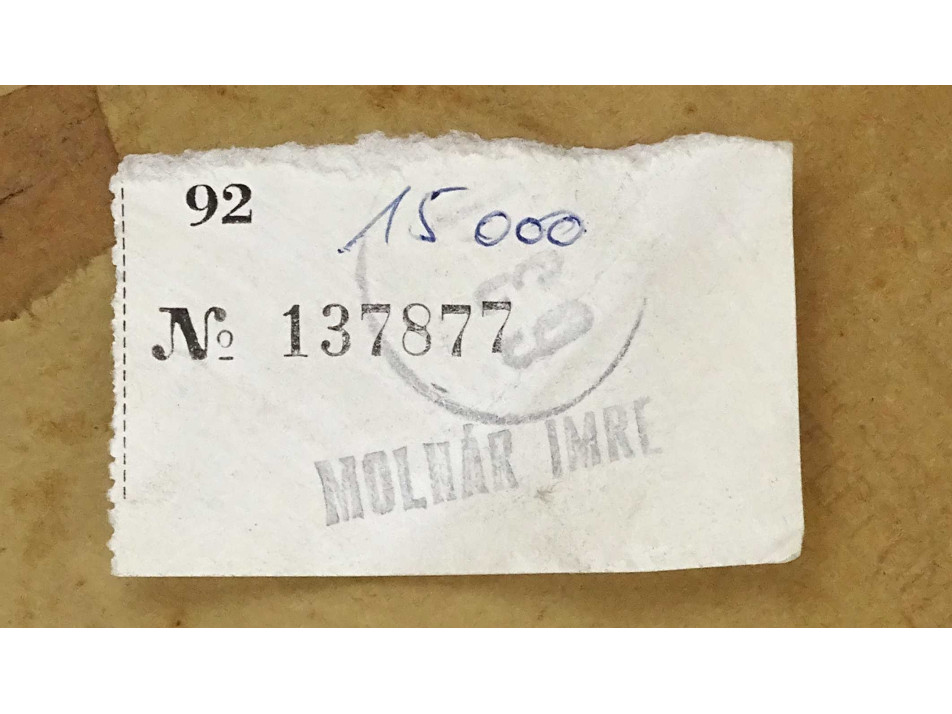 92
15 000
№ 137877
MOLNÁR IMRE